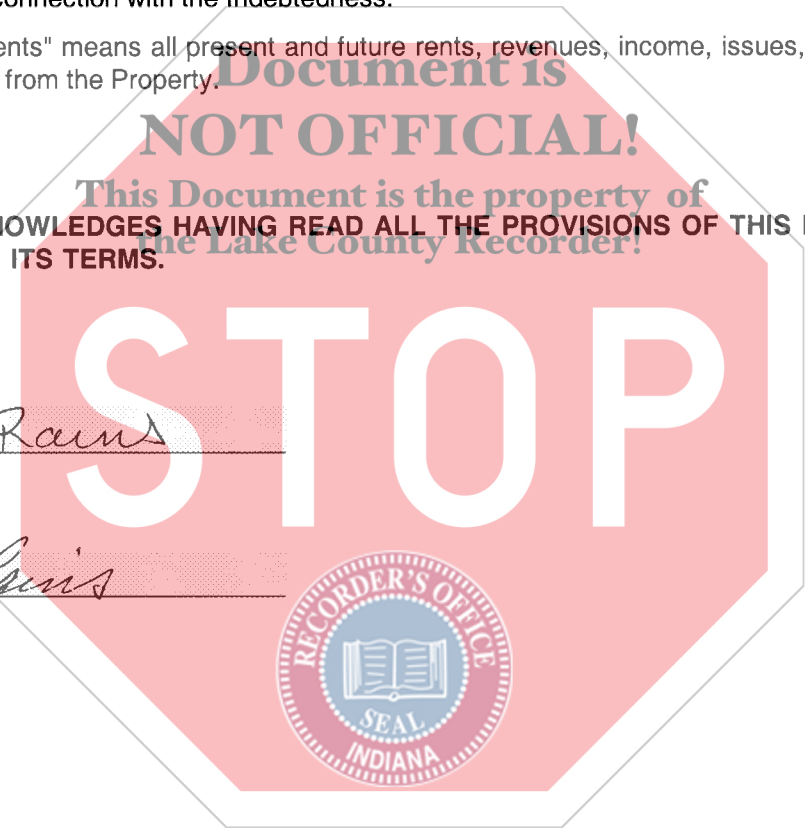 connection with the Indebtedness.
ents" means all present and future rents, revenues, income, issues,
from the Property.
Document is
NOT OFFICIAL!
This Document is the property of
the Lake County Recorder!
NOWLEDGES HAVING READ ALL THE PROVISIONS OF THIS
ITS TERMS.
STOP
Rains
RECORDER'S OFFICE
SEAL
INDIANA